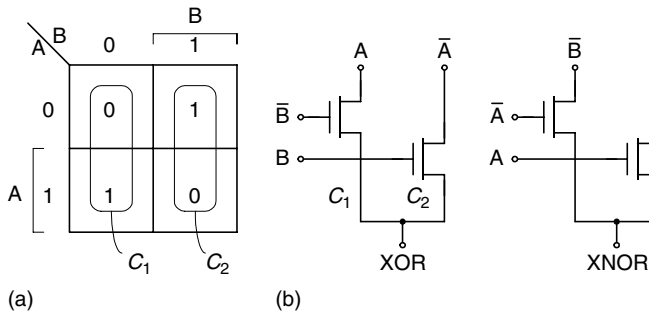 B
A B 0 1
0 0 1
A 1 1 0
C₁ C₂
(a)
A A̅
B̅
B
C₁ C₂
XOR
B̅
A̅
A
XNOR
(b)